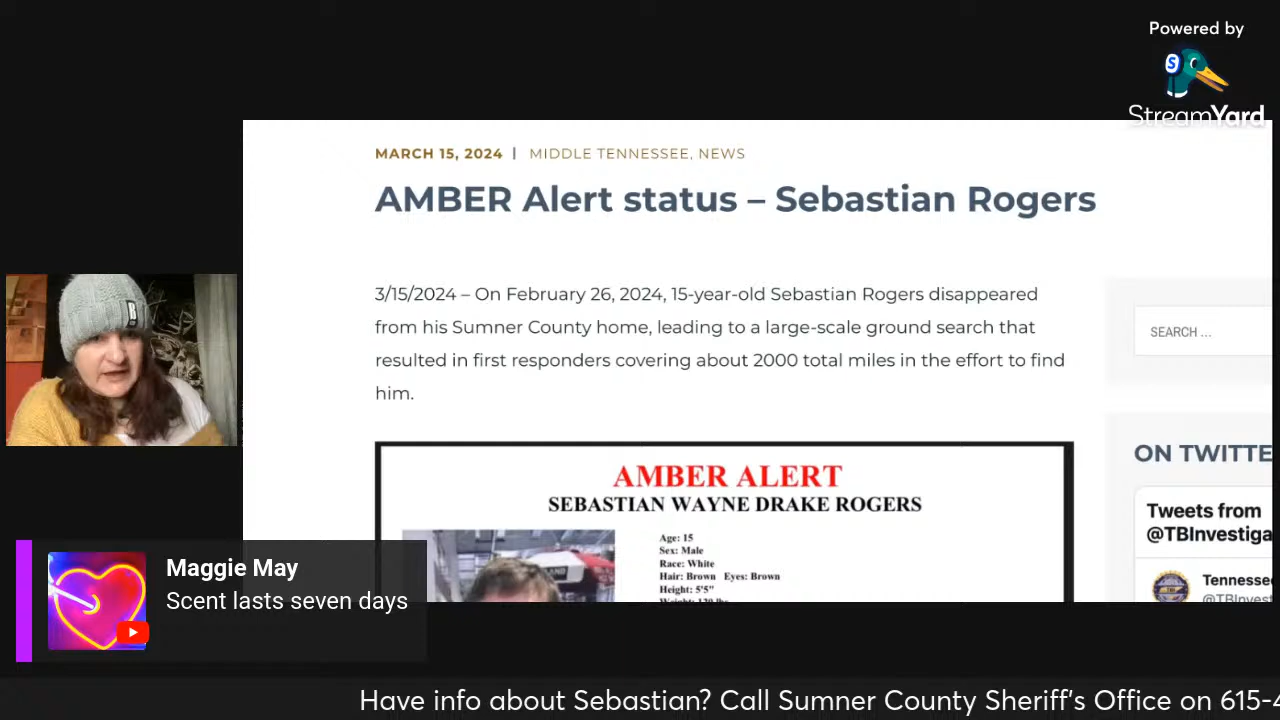 Powered by
StreamYard
MARCH 15, 2024 | MIDDLE TENNESSEE, NEWS
AMBER Alert status – Sebastian Rogers
3/15/2024 – On February 26, 2024, 15-year-old Sebastian Rogers disappeared
from his Sumner County home, leading to a large-scale ground search that
resulted in first responders covering about 2000 total miles in the effort to find
him.
SEARCH ...
AMBER ALERT
SEBASTIAN WAYNE DRAKE ROGERS
Age: 15
Sex: Male
Race: White
Hair: Brown Eyes: Brown
Height: 5'5"
ON TWITTE
Tweets from
@TBInvestiga
Tennesse
@TBInvest
Maggie May
Scent lasts seven days
Have info about Sebastian? Call Sumner County Sheriff's Office on 615-4